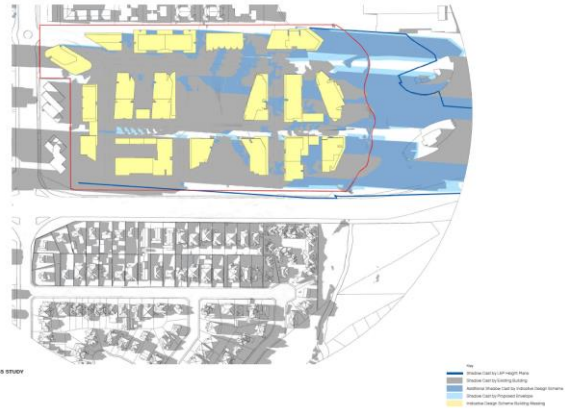 S STUDY
Key
Shadow Cast by LEP Height Plane
Shadow Cast by Existing Building
Additional Shadow Cast by Indicative Design Scheme
Shadow Cast by Proposed Envelope
Indicative Design Scheme Building Massing